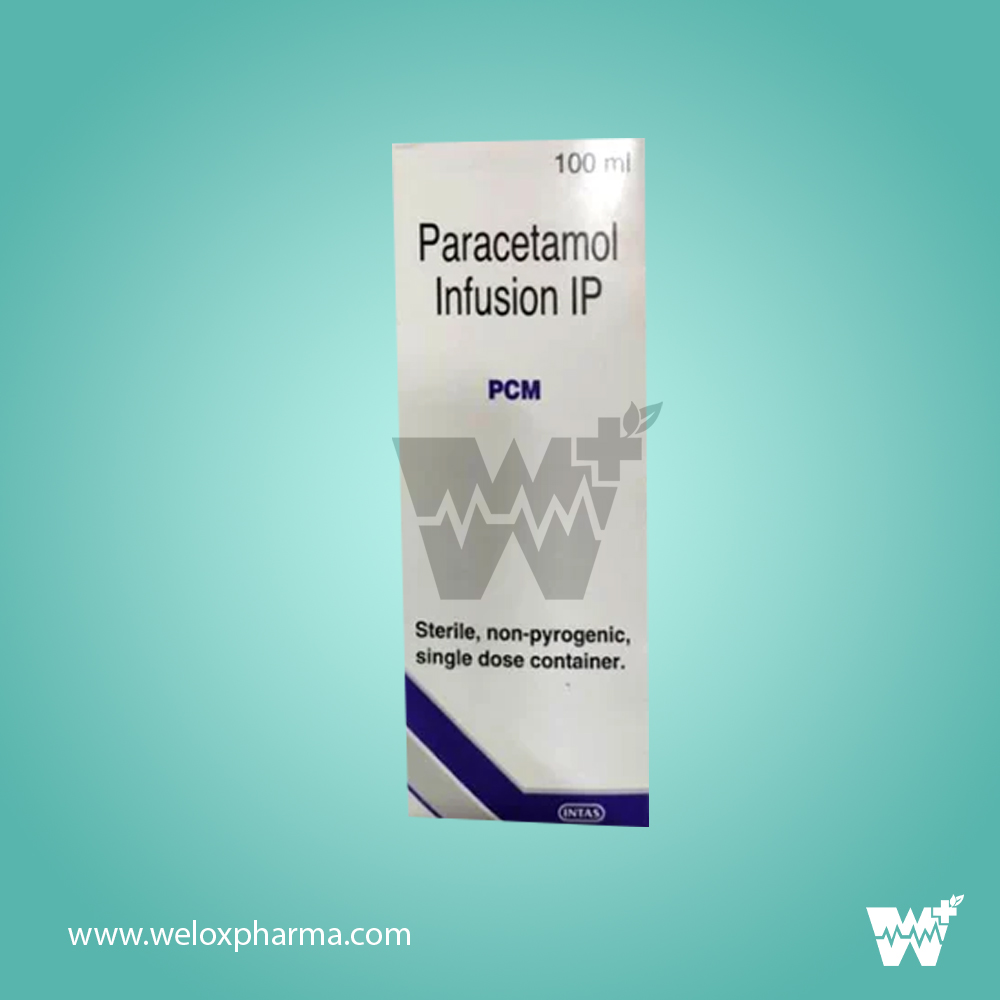 100 ml
Paracetamol
Infusion IP
PCM
Sterile, non-pyrogenic,
single dose container.
INTAS
www.weloxpharma.com